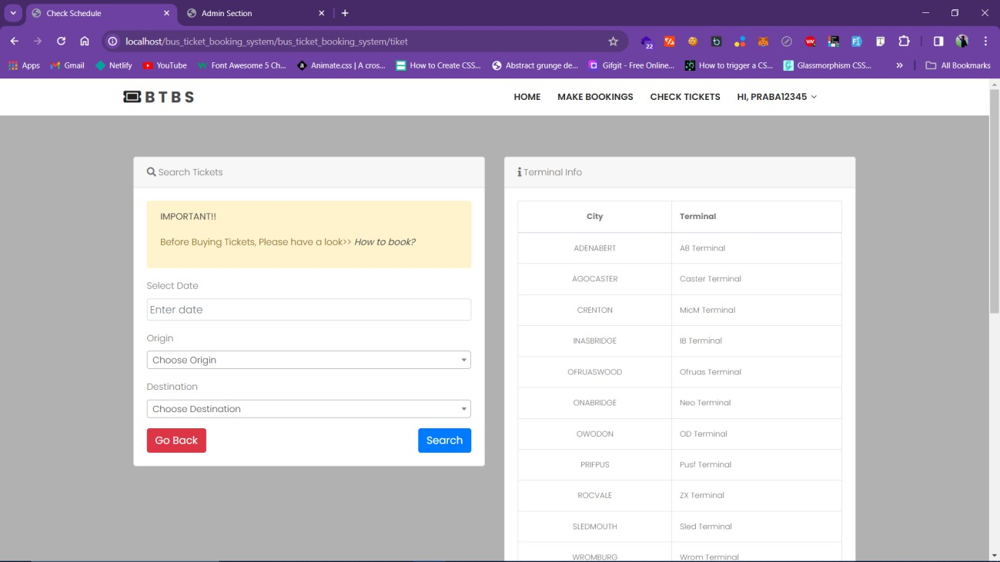 Check Schedule
Admin Section
localhost/bus_ticket_booking_system/bus_ticket_booking_system/tiket
22
Apps
Gmail
Netlify
YouTube
Font Awesome 5 Ch...
Animate.css | A cros...
How to Create CSS...
Abstract grunge de...
Gifgit - Free Online...
How to trigger a CS...
Glassmorphism CSS...
»
All Bookmarks
BTBS
HOME
MAKE BOOKINGS
CHECK TICKETS
HI, PRABA12345
Search Tickets
IMPORTANT!!
Before Buying Tickets, Please have a look>> How to book?
Select Date
Enter date
Origin
Choose Origin
Destination
Choose Destination
Go Back
Search
Terminal Info
City Terminal
ADENABERT AB Terminal
AGOCASTER Caster Terminal
CRENTON MicM Terminal
INASBRIDGE IB Terminal
OFRUASWOOD Ofruas Terminal
ONABRIDGE Neo Terminal
OWODON OD Terminal
PRIFPUS Pusf Terminal
ROCVALE ZX Terminal
SLEDMOUTH Sled Terminal
WROMBURG Wrom Terminal